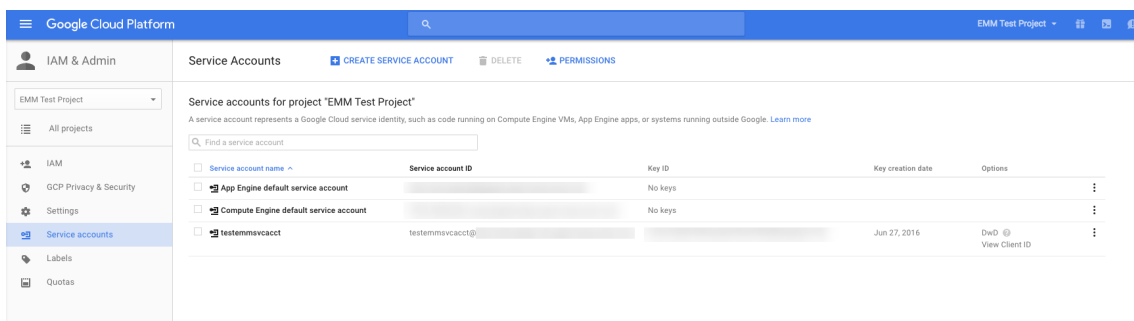 Google Cloud Platform
EMM Test Project
IAM & Admin
EMM Test Project
All projects
IAM
GCP Privacy & Security
Settings
Service accounts
Labels
Quotas
Service Accounts CREATE SERVICE ACCOUNT DELETE PERMISSIONS
Service accounts for project "EMM Test Project"
A service account represents a Google Cloud service identity, such as code running on Compute Engine VMs, App Engine apps, or systems running outside Google. Learn more
Find a service account
Service account name Service account ID Key ID Key creation date Options
App Engine default service account No keys
Compute Engine default service account No keys
testemmsvcacct testemmsvcacct@ Jun 27, 2016 DwD
View Client ID